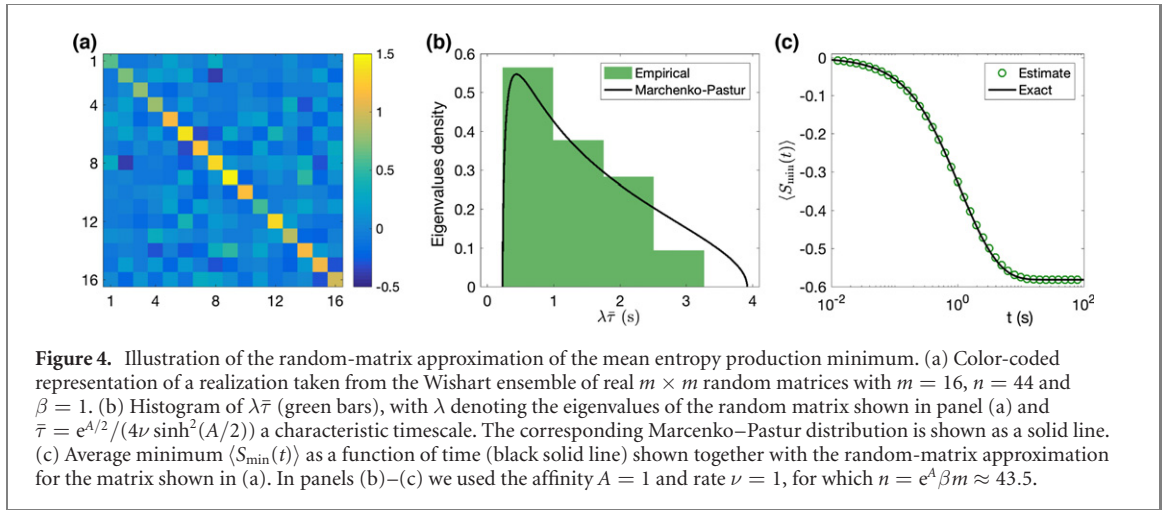 (a)
1
4
8
12
16
1
4
8
12
16
1.5
1
0.5
0
-0.5
(b)
0.6
0.5
0.4
0.3
0.2
0.1
0
Eigenvalues density
Empirical
Marchenko-Pastur
0
1
2
3
4
λτ̄ (s)
(c)
0
-0.1
-0.2
-0.3
-0.4
-0.5
-0.6
⟨S_min(t)⟩
Estimate
Exact
10⁻²
10⁰
10²
t (s)
Figure 4. Illustration of the random-matrix approximation of the mean entropy production minimum. (a) Color-coded
representation of a realization taken from the Wishart ensemble of real m × m random matrices with m = 16, n = 44 and
β = 1. (b) Histogram of λτ̄ (green bars), with λ denoting the eigenvalues of the random matrix shown in panel (a) and
τ̄ = e^{A/2}/(4ν sinh²(A/2)) a characteristic timescale. The corresponding Marcenko–Pastur distribution is shown as a solid line.
(c) Average minimum ⟨S_min(t)⟩ as a function of time (black solid line) shown together with the random-matrix approximation
for the matrix shown in (a). In panels (b)–(c) we used the affinity A = 1 and rate ν = 1, for which n = e^A βm ≈ 43.5.